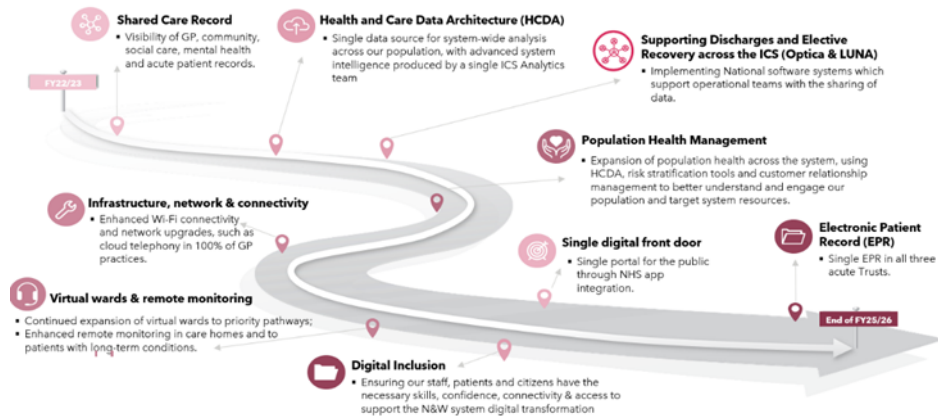 Shared Care Record
• Visibility of GP, community,
social care, mental health
and acute patient records.
FY22/23
Health and Care Data Architecture (HCDA)
• Single data source for system-wide analysis
across our population, with advanced system
intelligence produced by a single ICS Analytics
team
Supporting Discharges and Elective
Recovery across the ICS (Optica & LUNA)
• Implementing National software systems which
support operational teams with the sharing of
data.
Population Health Management
• Expansion of population health across the system, using
HCDA, risk stratification tools and customer relationship
management to better understand and engage our
population and target system resources.
Infrastructure, network & connectivity
• Enhanced Wi-Fi connectivity
and network upgrades, such as
cloud telephony in 100% of GP
practices.
Single digital front door
• Single portal for the public
through NHS app
integration.
Electronic Patient
Record (EPR)
• Single EPR in all three
acute Trusts.
Virtual wards & remote monitoring
• Continued expansion of virtual wards to priority pathways;
• Enhanced remote monitoring in care homes and to
patients with long-term conditions.
End of FY25/26
Digital Inclusion
• Ensuring our staff, patients and citizens have the
necessary skills, confidence, connectivity & access to
support the N&W system digital transformation